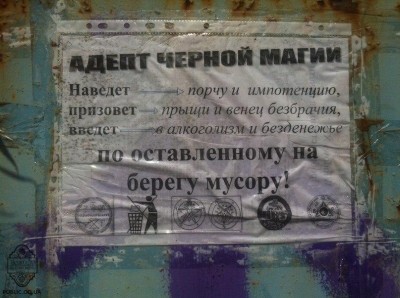 АДЕПТ ЧЕРНОЙ МАГИИ
Наведет порчу и импотенцию,
призовет прыщи и венец безбрачия,
введет в алкоголизм и безденежье
по оставленному на
берегу мусору!